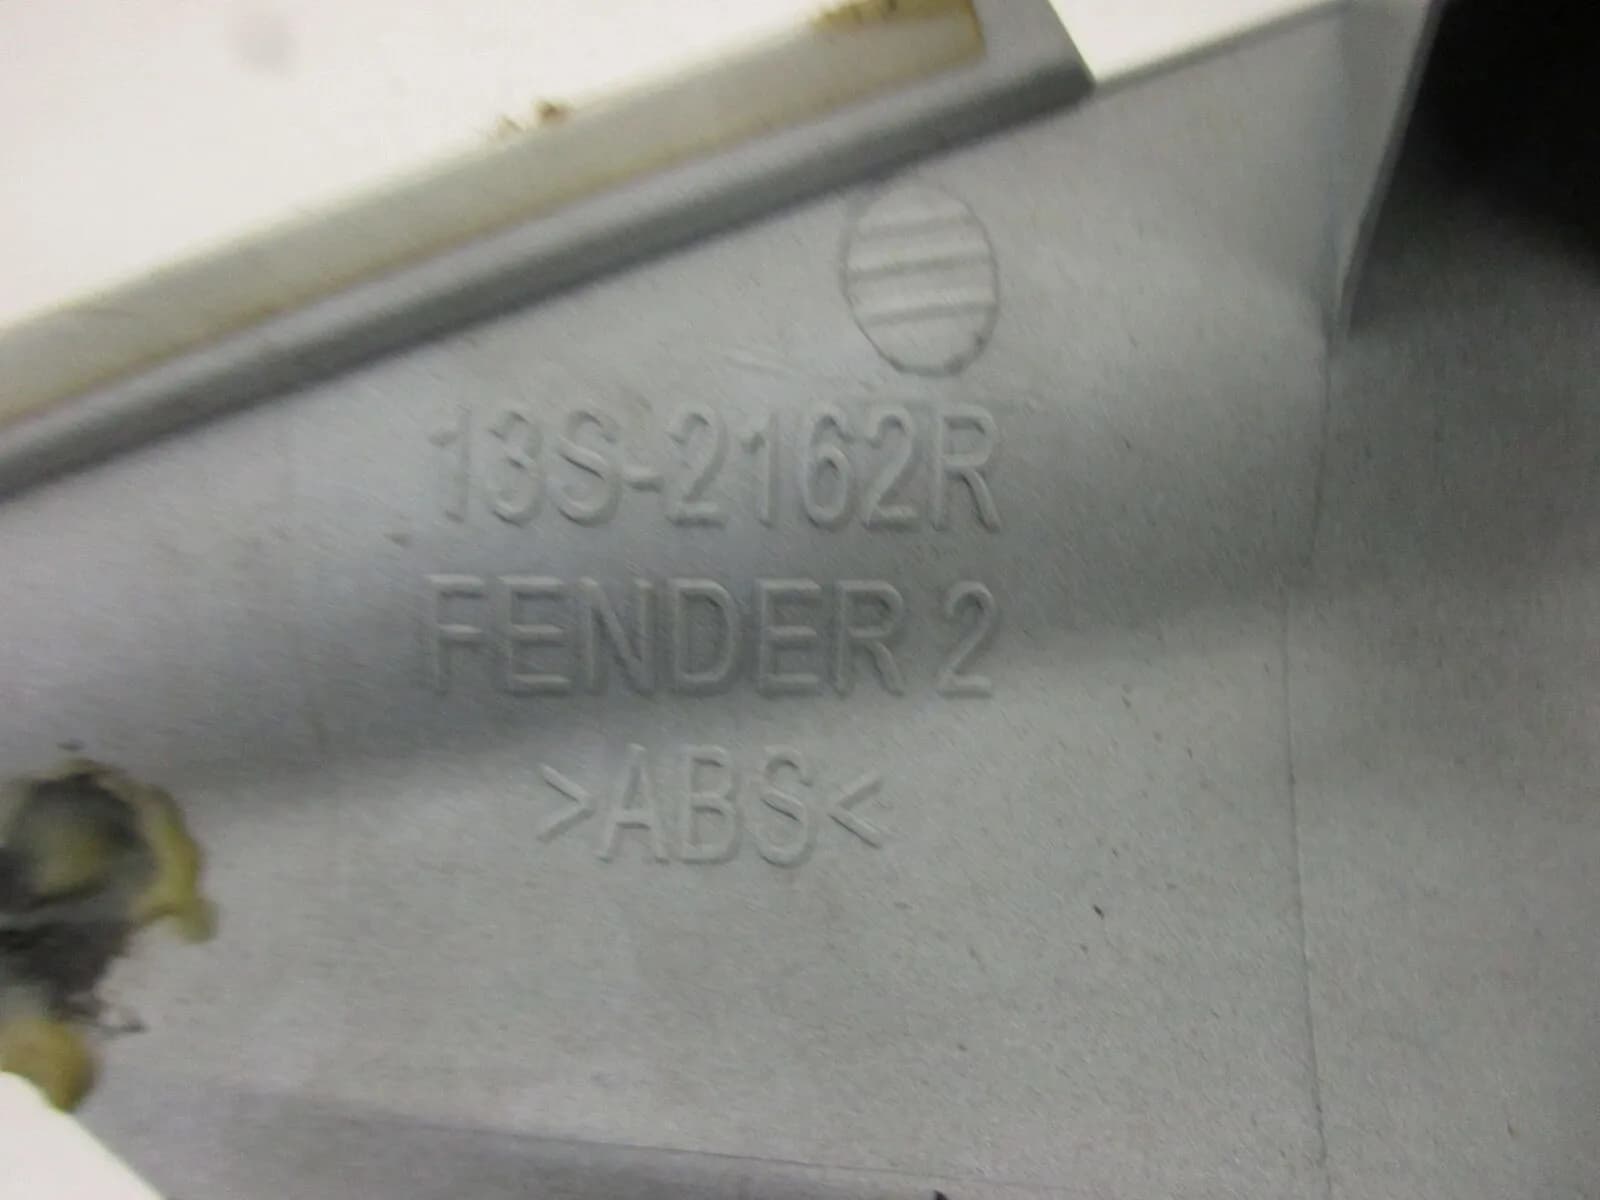 13S-2162R
FENDER 2
>ABS<